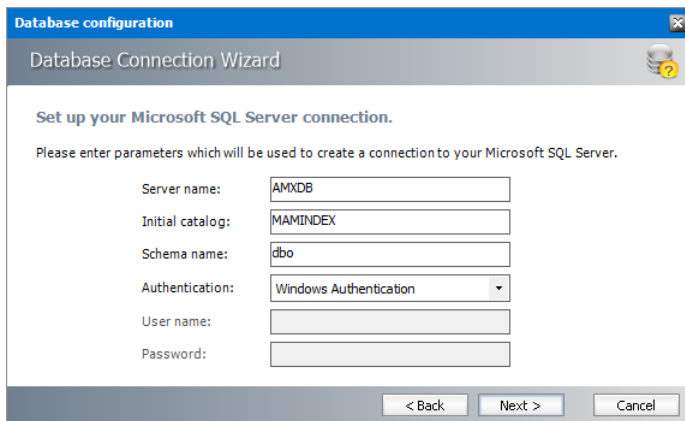 Database configuration
Database Connection Wizard
Set up your Microsoft SQL Server connection.
Please enter parameters which will be used to create a connection to your Microsoft SQL Server.
Server name: AMXDB
Initial catalog: MAMINDEX
Schema name: dbo
Authentication: Windows Authentication
User name:
Password:
< Back Next > Cancel